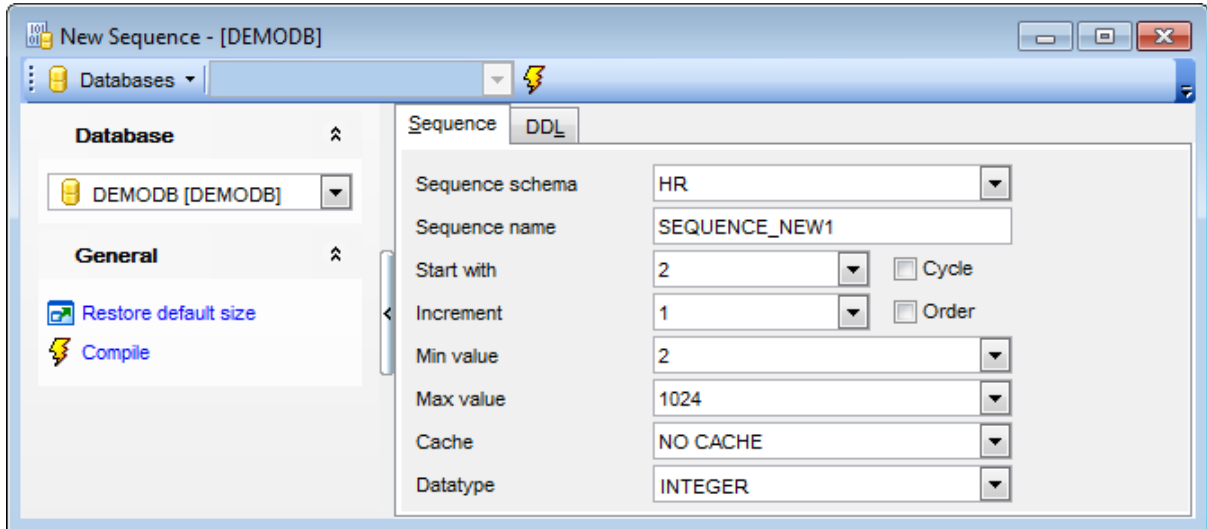 New Sequence - [DEMODB]
Databases
Database
DEMODB [DEMODB]
General
Restore default size
Compile
Sequence DDL
Sequence schema HR
Sequence name SEQUENCE_NEW1
Start with 2 Cycle
Increment 1 Order
Min value 2
Max value 1024
Cache NO CACHE
Datatype INTEGER